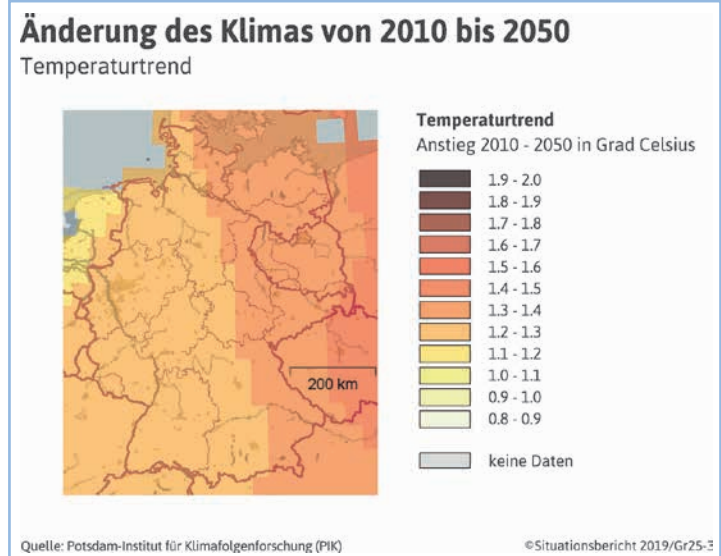 Änderung des Klimas von 2010 bis 2050
Temperaturtrend
Temperaturtrend
Anstieg 2010 - 2050 in Grad Celsius
1.9 - 2.0
1.8 - 1.9
1.7 - 1.8
1.6 - 1.7
1.5 - 1.6
1.4 - 1.5
1.3 - 1.4
1.2 - 1.3
1.1 - 1.2
1.0 - 1.1
0.9 - 1.0
0.8 - 0.9
keine Daten
200 km
Quelle: Potsdam-Institut für Klimafolgenforschung (PIK)
©Situationsbericht 2019/Gr25-3